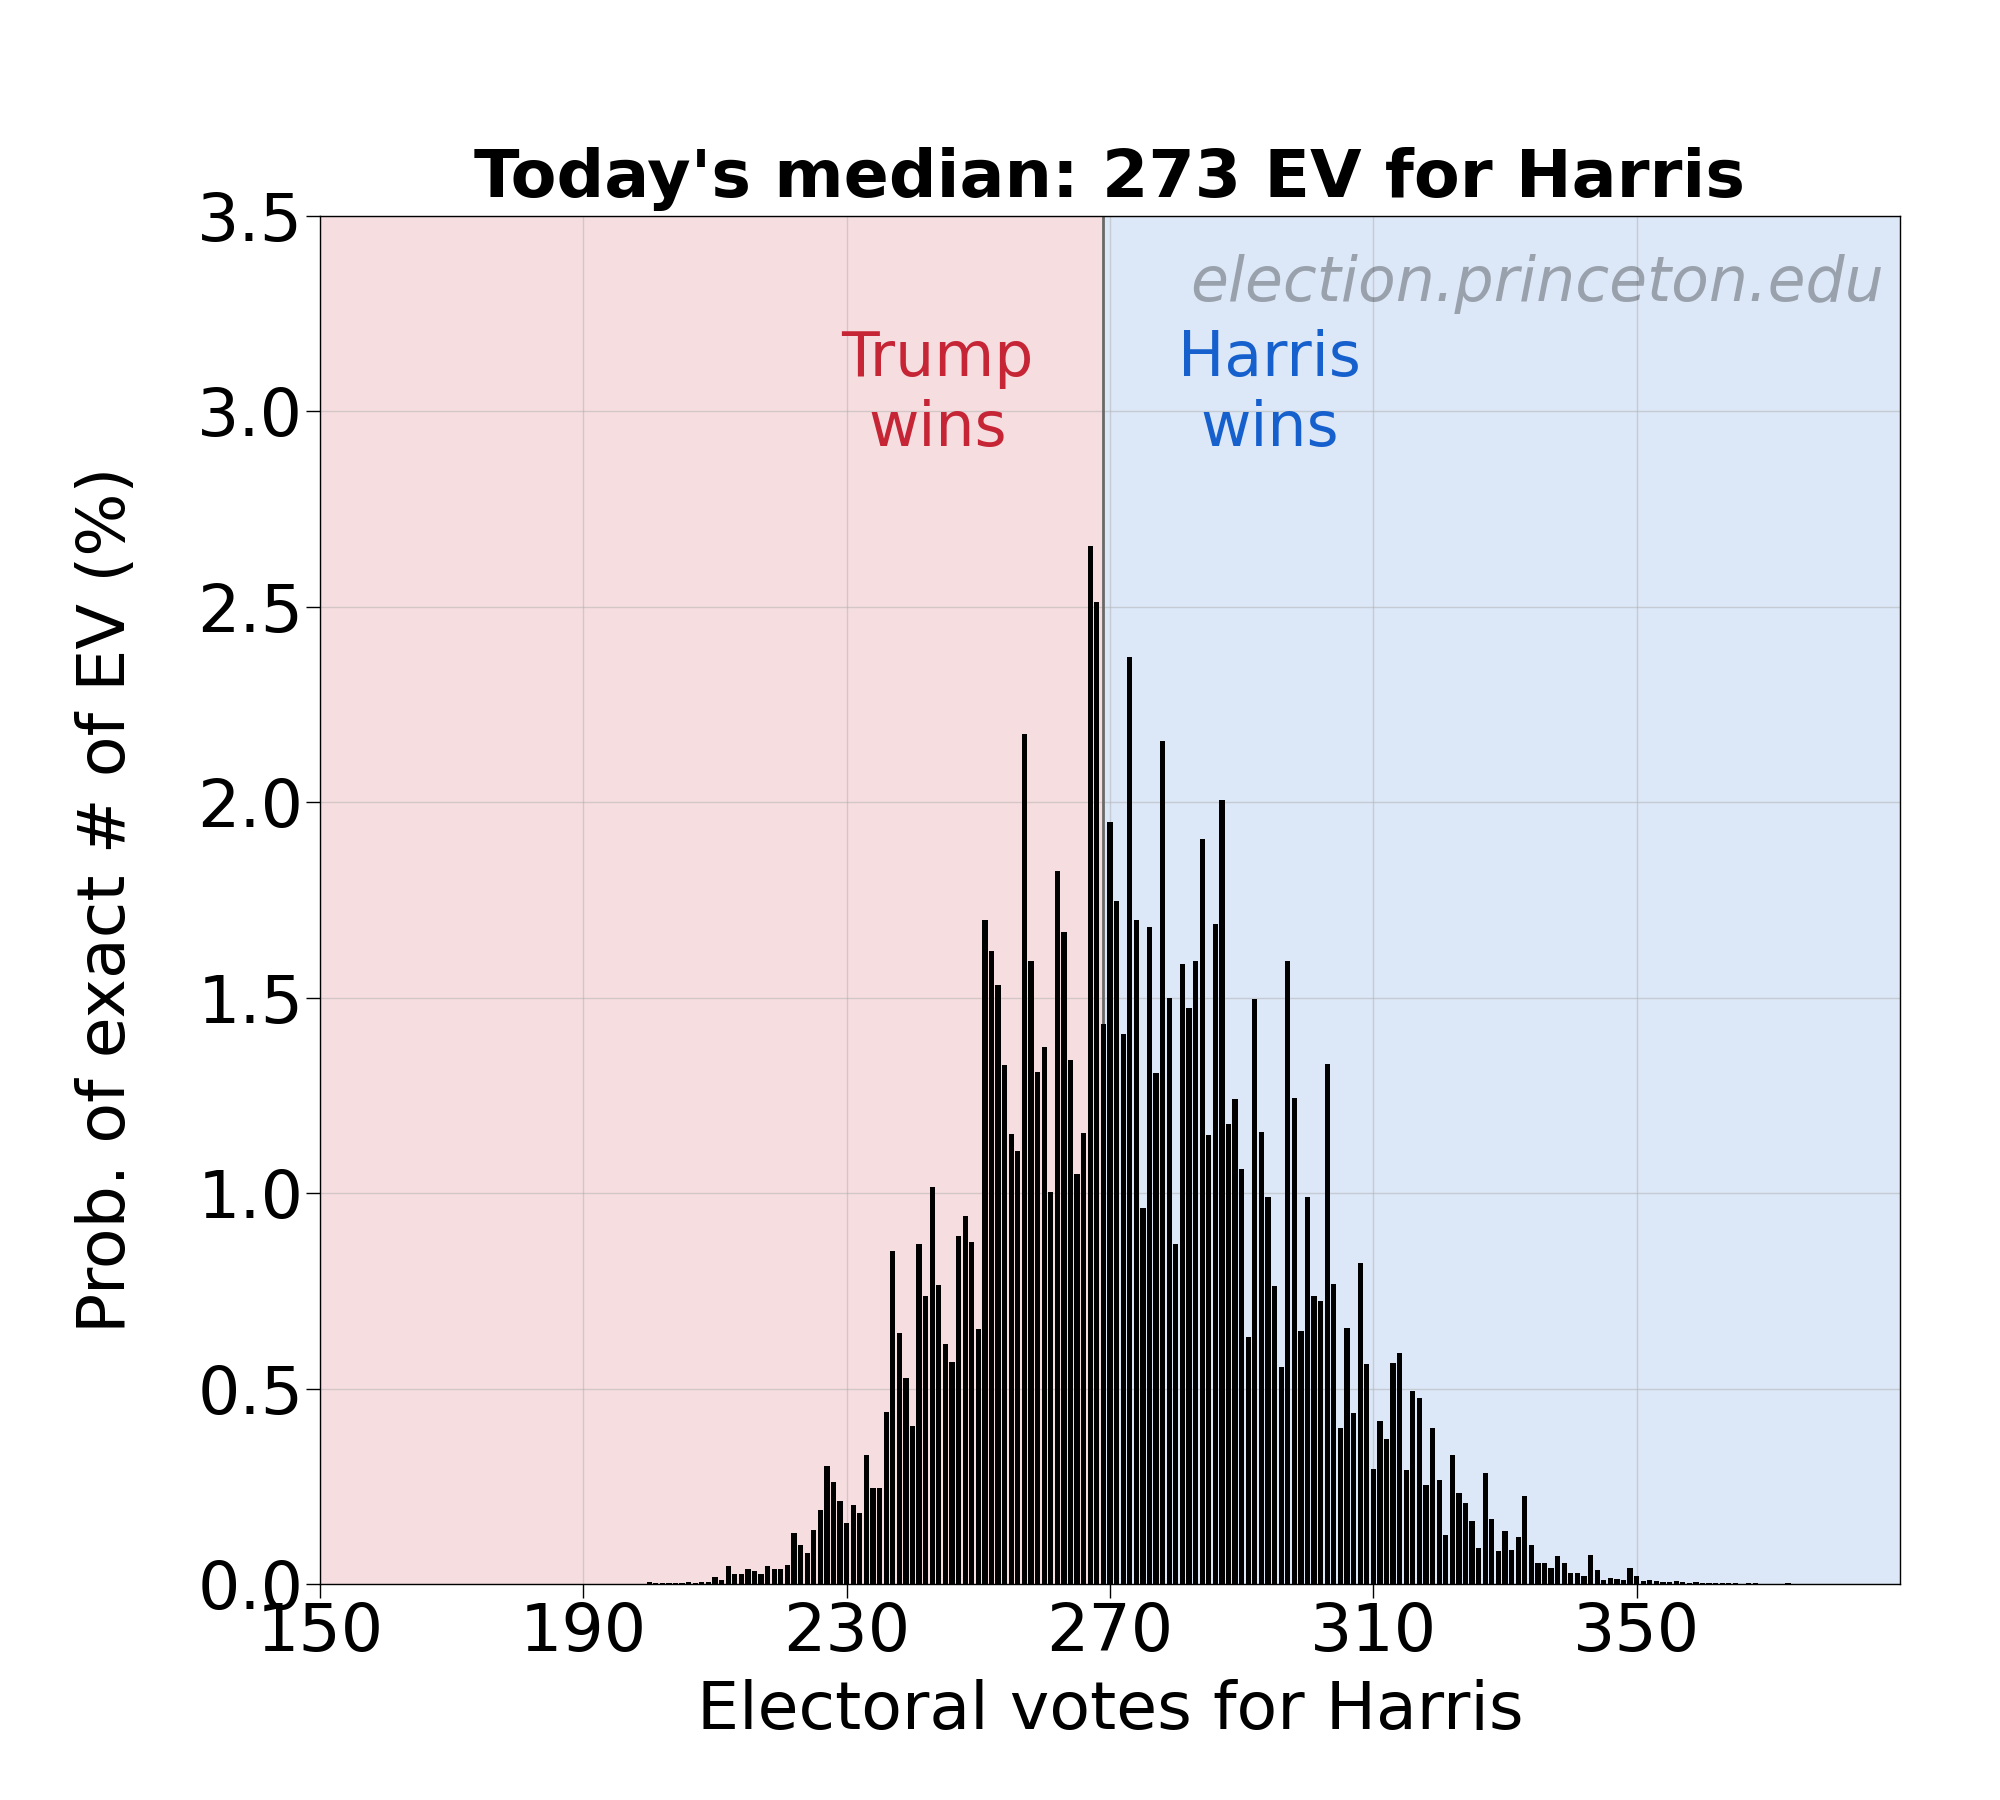 Today's median: 273 EV for Harris
election.princeton.edu
Trump
wins
Harris
wins
Prob. of exact # of EV (%)
3.5
3.0
2.5
2.0
1.5
1.0
0.5
0.0
150 190 230 270 310 350
Electoral votes for Harris